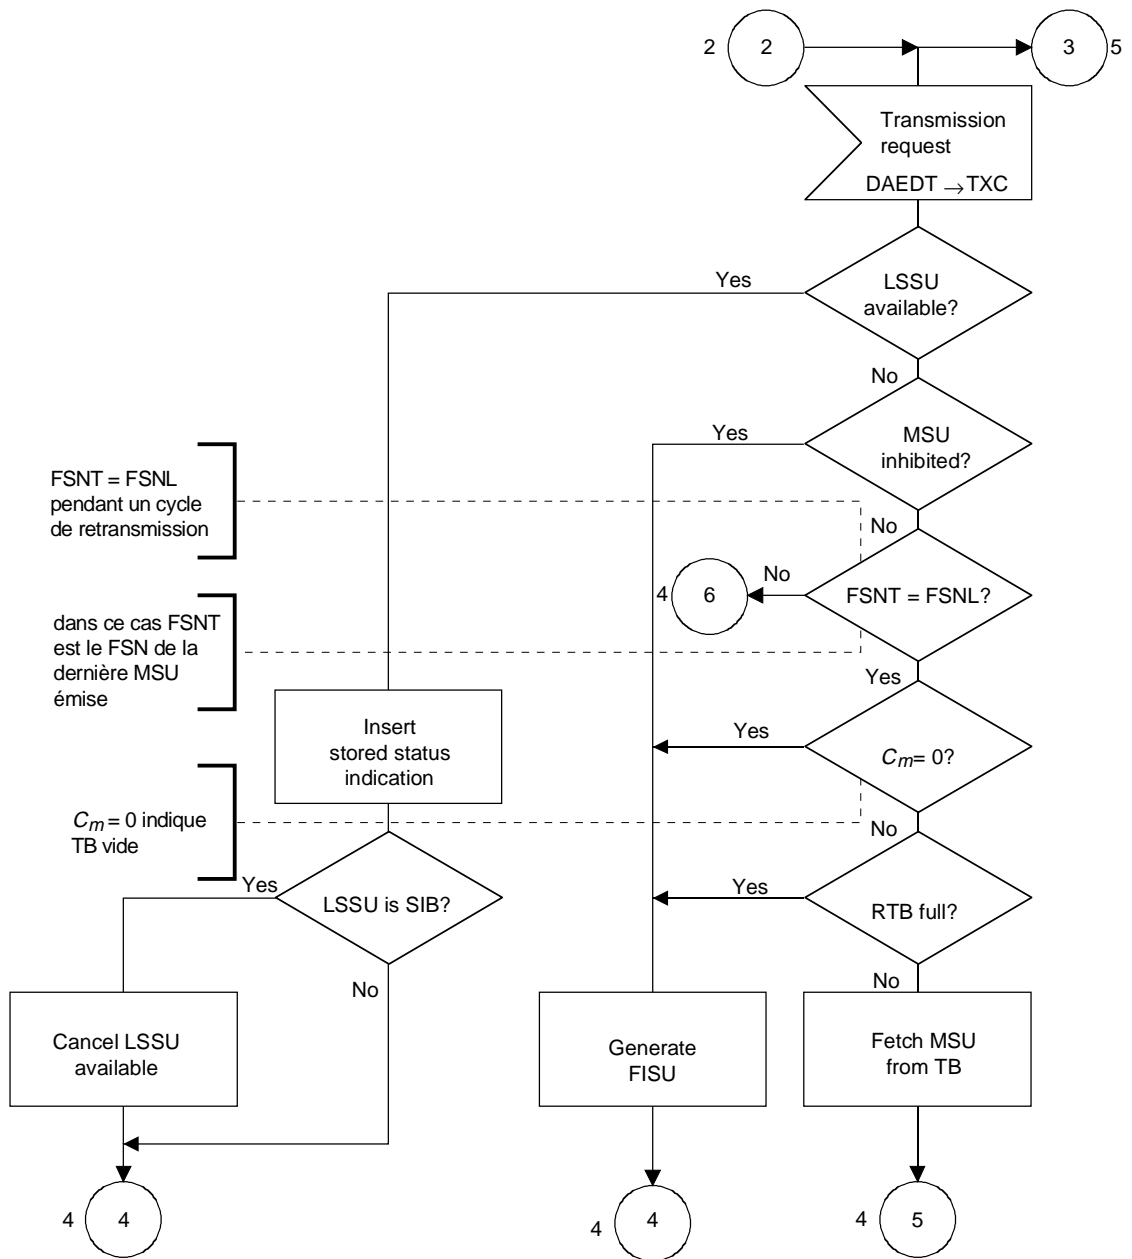 2
2
3
5
Transmission
request
DAEDT → TXC
Yes
LSSU
available?
No
Yes
MSU
inhibited?
FSNT = FSNL
pendant un cycle
de retransmission
No
4
6
No
FSNT = FSNL?
dans ce cas FSNT
est le FSN de la
dernière MSU
émise
Yes
Insert
stored status
indication
Yes
Cm = 0?
Cm = 0 indique
TB vide
No
Yes
LSSU is SIB?
Yes
RTB full?
No
No
Cancel LSSU
available
Generate
FISU
Fetch MSU
from TB
4
4
4
4
4
5